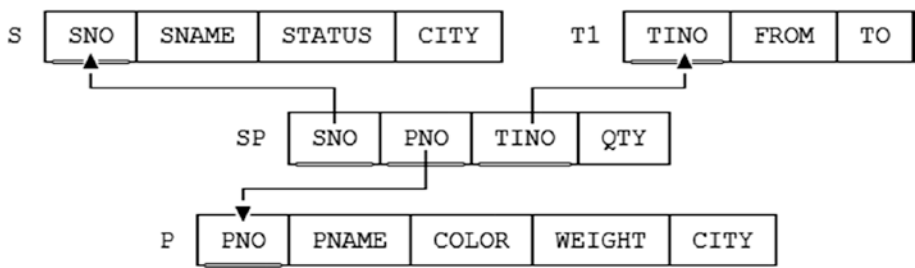 S SNO SNAME STATUS CITY T1 TINO FROM TO
SP SNO PNO TINO QTY
P PNO PNAME COLOR WEIGHT CITY